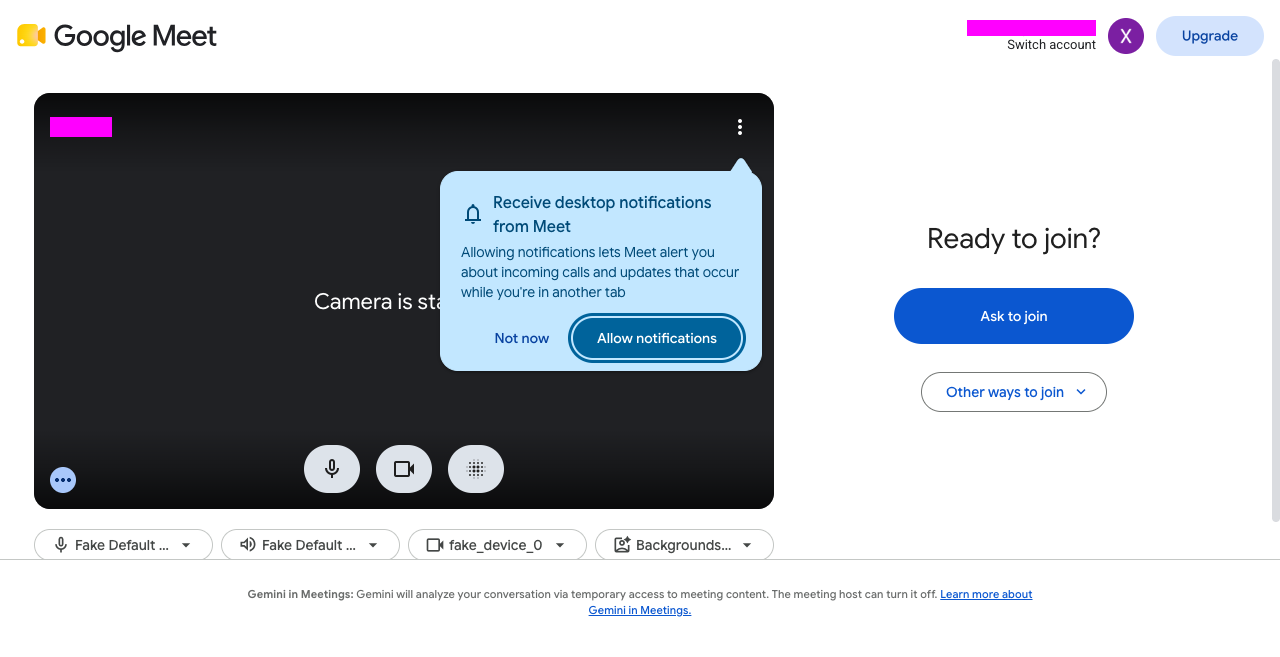 Google Meet
Switch account
X
Upgrade
Receive desktop notifications
from Meet
Allowing notifications lets Meet alert you
about incoming calls and updates that occur
while you're in another tab
Not now
Allow notifications
Camera is sta
Ready to join?
Ask to join
Other ways to join
Fake Default ...
Fake Default ...
fake_device_0
Backgrounds...
Gemini in Meetings: Gemini will analyze your conversation via temporary access to meeting content. The meeting host can turn it off. Learn more about
Gemini in Meetings.